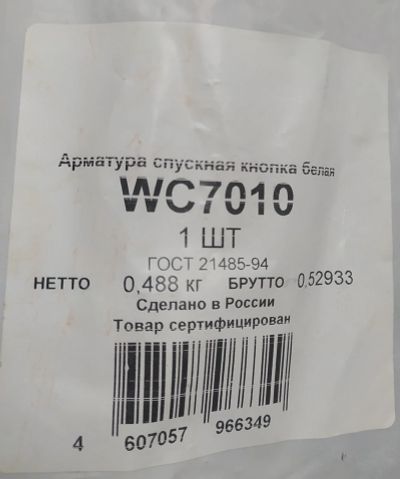 Арматура спускная кнопка белая
WC7010
1 ШТ
ГОСТ 21485-94
НЕТТО 0,488 кг БРУТТО 0,52933
Сделано в России
Товар сертифицирован
4 607057 966349